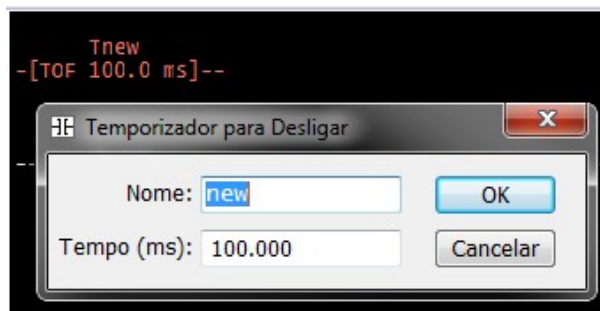 Tnew
-[TOF 100.0 ms]--
Temporizador para Desligar
Nome: new OK
Tempo (ms): 100.000 Cancelar